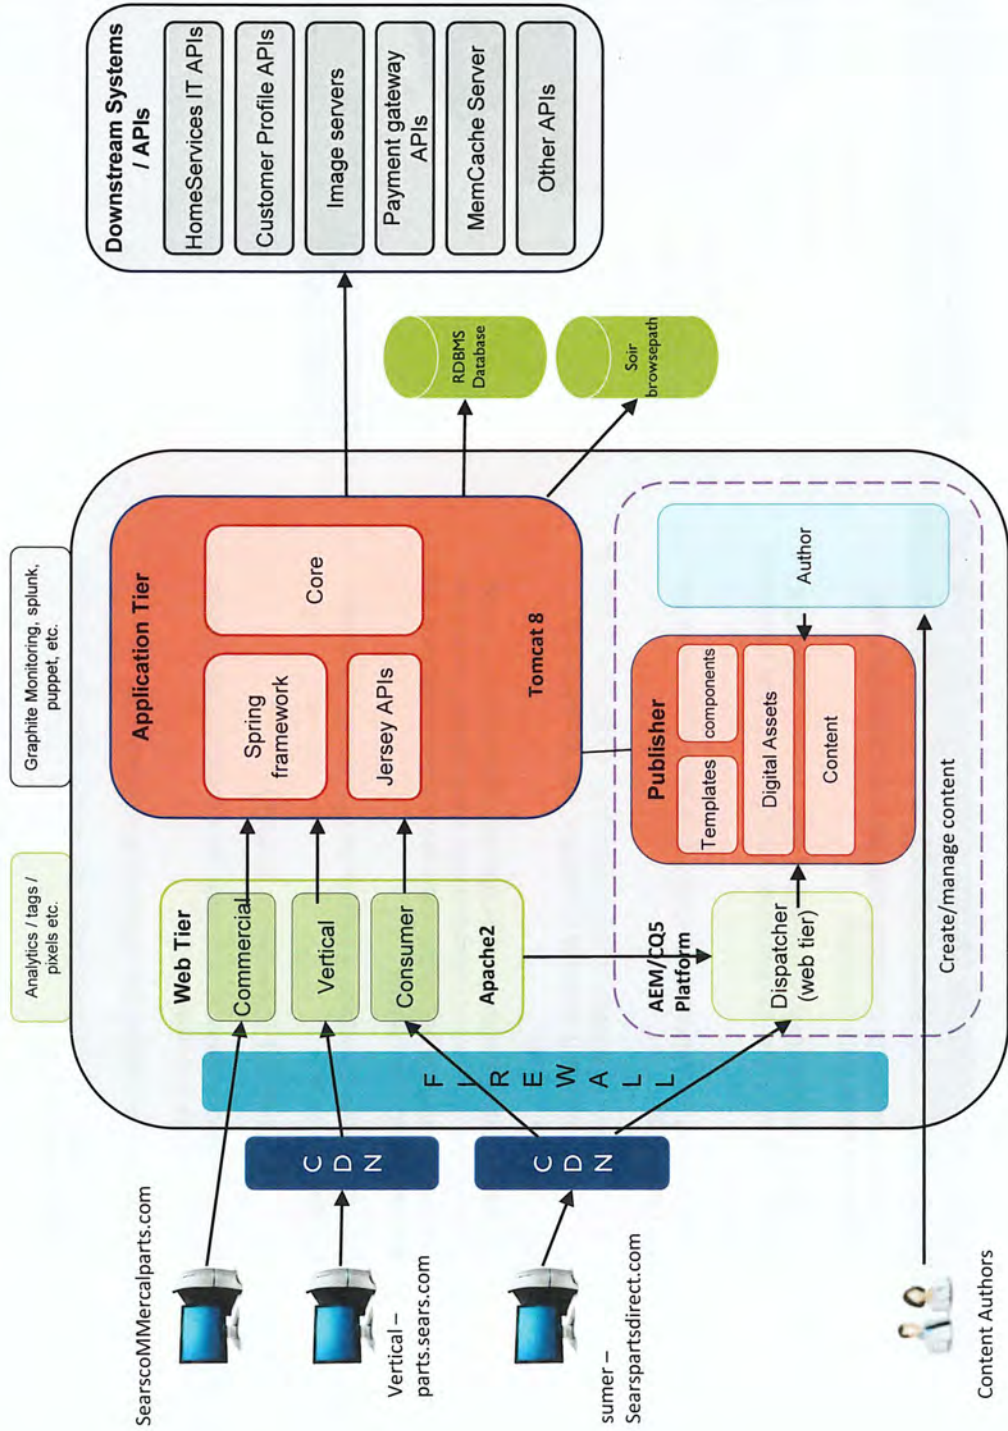 Analytics / tags /
pixels etc.
Graphite Monitoring, splunk,
puppet, etc.
SearscoMMercalparts.com
Vertical –
parts.sears.com
sumer –
Searspartsdirect.com
Content Authors
C
D
N
C
D
N
F
I
R
E
W
A
L
L
Web Tier
Commercial
Vertical
Consumer
Apache2
Application Tier
Spring
framework
Jersey APIs
Core
Tomcat 8
AEM/CQ5
Platform
Dispatcher
(web tier)
Publisher
Templates
components
Digital Assets
Content
Author
Create/manage content
RDBMS
Database
Soir
browsepath
Downstream Systems
/ APIs
HomeServices IT APIs
Customer Profile APIs
Image servers
Payment gateway
APIs
MemCache Server
Other APIs